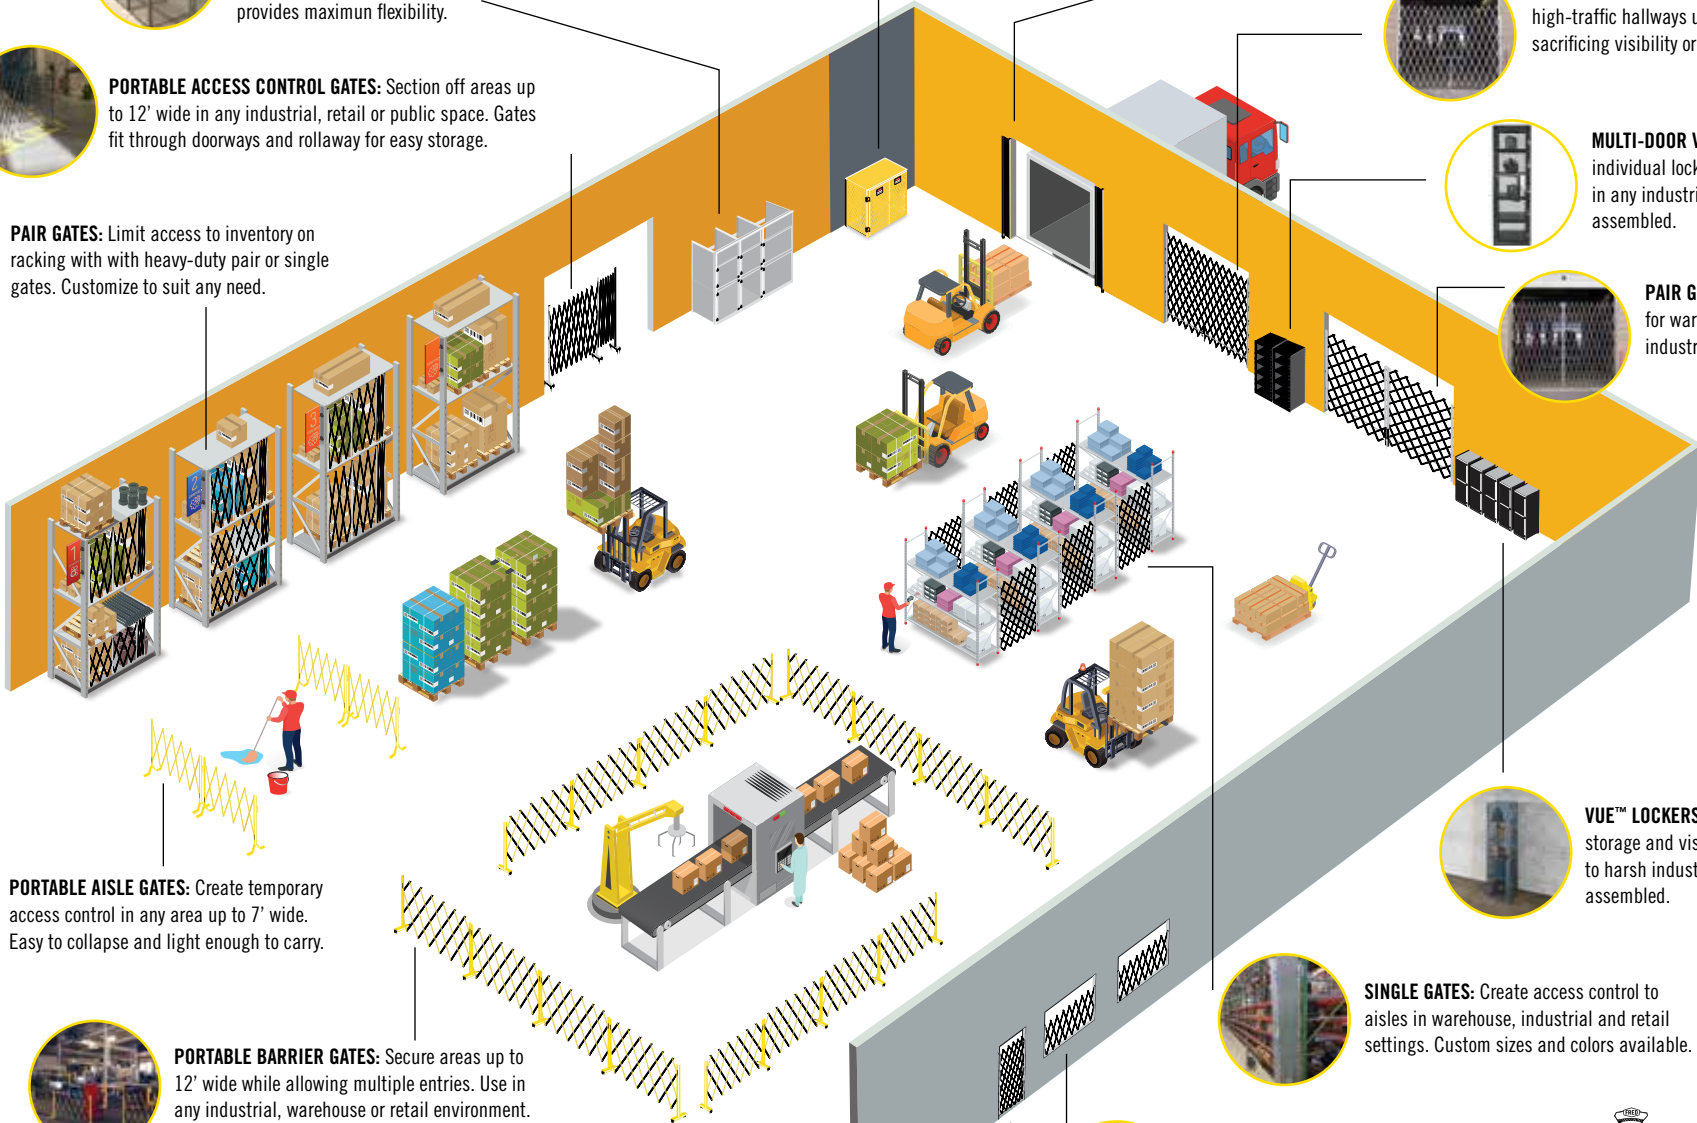 provides maximun flexibility.
high-traffic hallways
sacrificing visibility or
PORTABLE ACCESS CONTROL GATES: Section off areas up
to 12’ wide in any industrial, retail or public space. Gates
fit through doorways and rollaway for easy storage.
MULTI-DOOR
individual
in any
assembled.
PAIR GATES: Limit access to inventory on
racking with with heavy-duty pair or single
gates. Customize to suit any need.
PAIR
for
1
2
3
PORTABLE AISLE GATES: Create temporary
access control in any area up to 7’ wide.
Easy to collapse and light enough to carry.
VUE™ LOCKERS
storage and
to harsh
assembled.
SINGLE GATES: Create access control to
aisles in warehouse, industrial and retail
settings. Custom sizes and colors available.
PORTABLE BARRIER GATES: Secure areas up to
12’ wide while allowing multiple entries. Use in
any industrial, warehouse or retail environment.
FRED